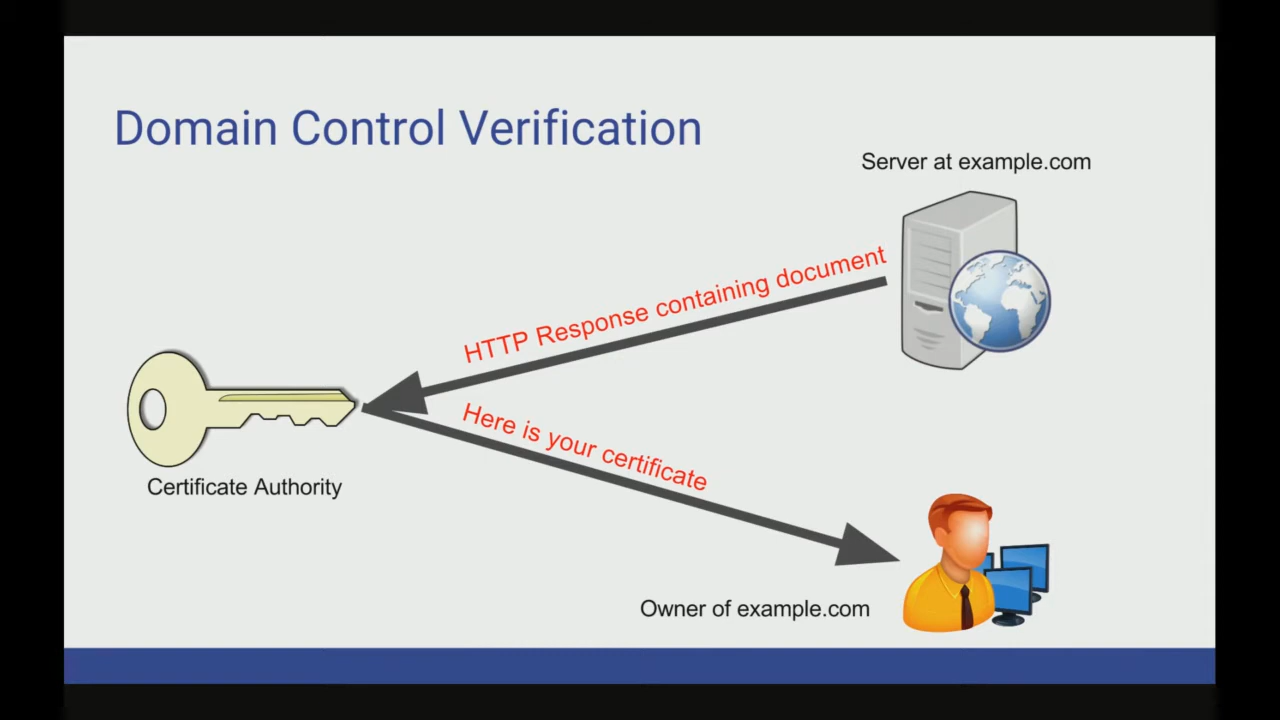 Domain Control Verification
Server at example.com
HTTP Response containing document
Here is your certificate
Certificate Authority
Owner of example.com